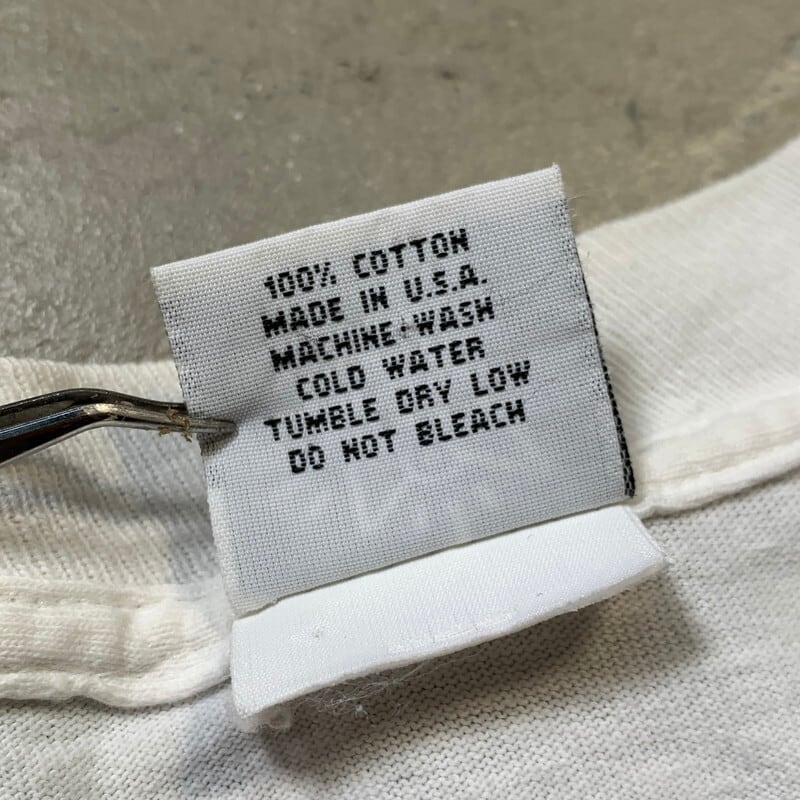 100% COTTON
MADE IN U.S.A.
MACHINE WASH
COLD WATER
TUMBLE DRY LOW
DO NOT BLEACH